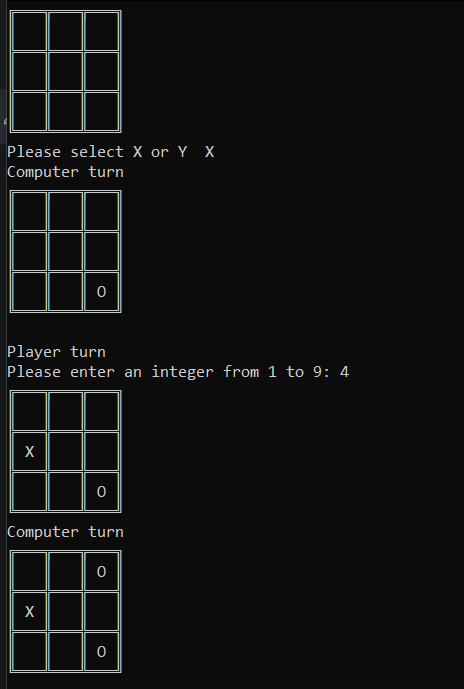 Please select X or Y  X
Computer turn
O
Player turn
Please enter an integer from 1 to 9: 4
X
O
Computer turn
O
X
O